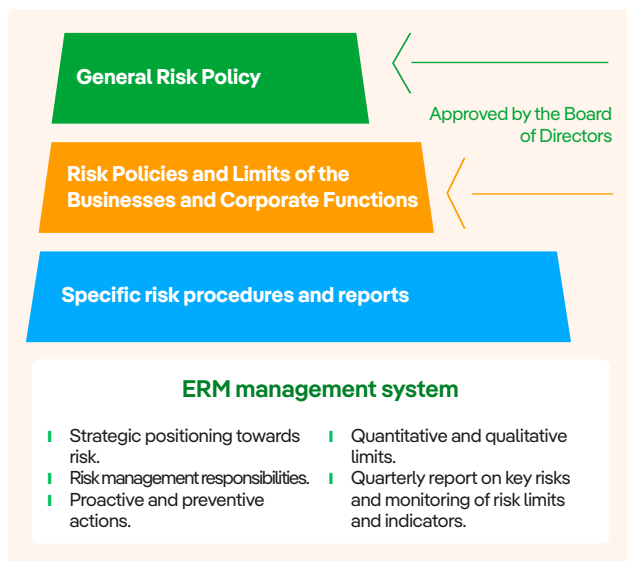 General Risk Policy
Approved by the Board
of Directors
Risk Policies and Limits of the
Businesses and Corporate Functions
Specific risk procedures and reports
ERM management system
Strategic positioning towards
risk.
Risk management responsibilities.
Proactive and preventive
actions.
Quantitative and qualitative
limits.
Quarterly report on key risks
and monitoring of risk limits
and indicators.